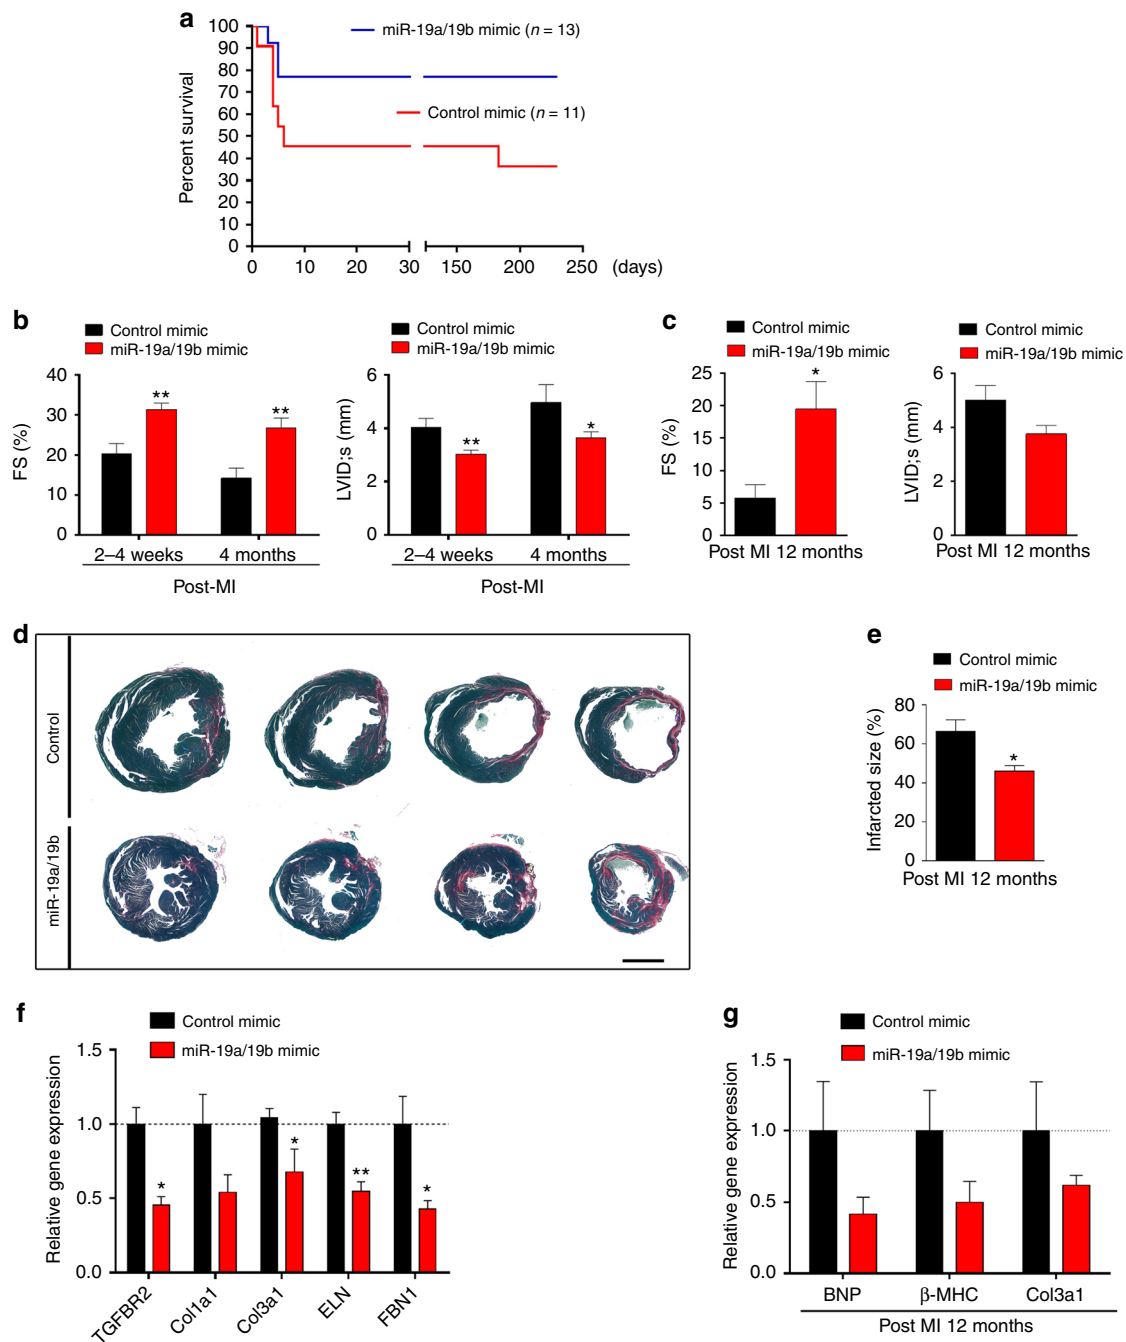 a
100
90
80
70
60
50
40
30
20
10
0
Percent survival
miR-19a/19b mimic (n = 13)
Control mimic (n = 11)
0 10 20 30 150 200 250 (days)
b
Control mimic
miR-19a/19b mimic
40
30
20
10
0
FS (%)
** **
2–4 weeks 4 months
Post-MI
Control mimic
miR-19a/19b mimic
6
4
2
0
LVID;s (mm)
** *
2–4 weeks 4 months
Post-MI
c
Control mimic
miR-19a/19b mimic
25
20
15
10
5
0
FS (%)
*
Post MI 12 months
Control mimic
miR-19a/19b mimic
6
4
2
0
LVID;s (mm)
Post MI 12 months
d
Control
miR-19a/19b
e
Control mimic
miR-19a/19b mimic
80
60
40
20
0
Infarcted size (%)
*
Post MI 12 months
f
Control mimic
miR-19a/19b mimic
1.5
1.0
0.5
0.0
Relative gene expression
* * ** *
TGFBR2 Col1a1 Col3a1 ELN FBN1
g
Control mimic
miR-19a/19b mimic
1.5
1.0
0.5
0.0
Relative gene expression
BNP β-MHC Col3a1
Post MI 12 months